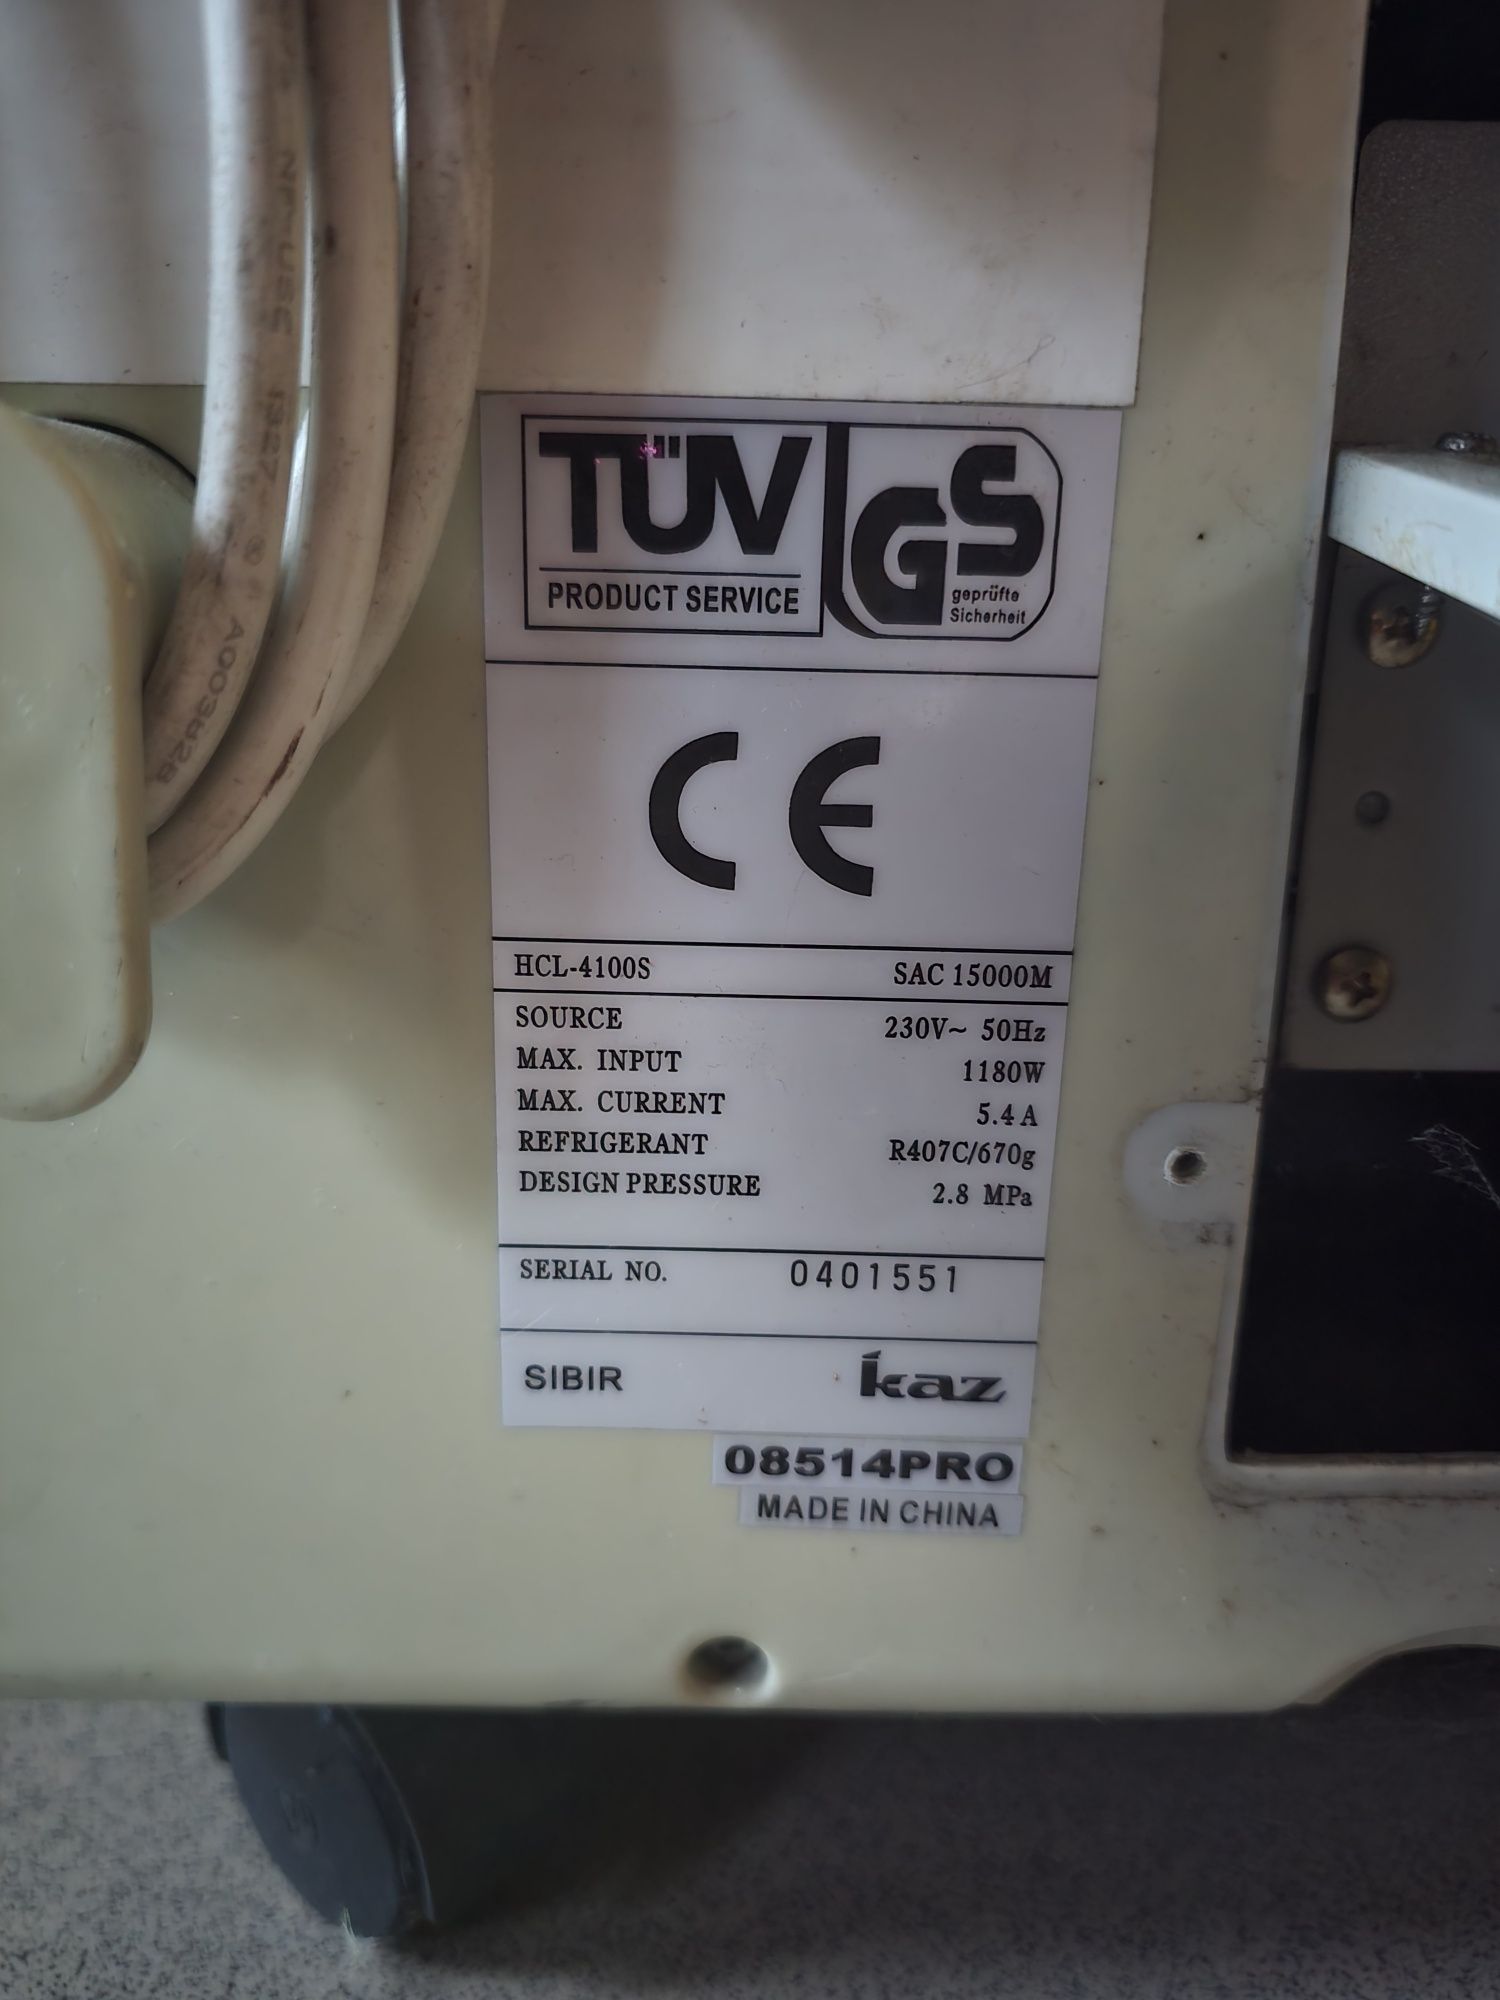 TÜV
PRODUCT SERVICE
GS
geprüfte
Sicherheit
CE
HCL-4100S SAC 15000M
SOURCE 230V~ 50Hz
MAX. INPUT 1180W
MAX. CURRENT 5.4 A
REFRIGERANT R407C/670g
DESIGN PRESSURE 2.8 MPa
SERIAL NO. 0401551
SIBIR kaz
08514PRO
MADE IN CHINA
A003828